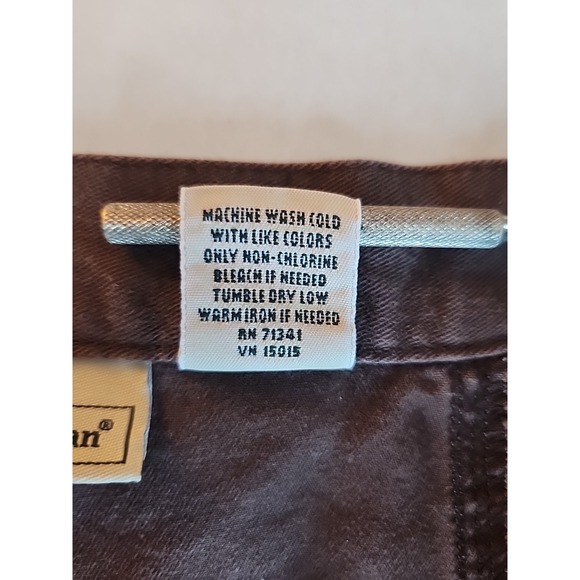 MACHINE WASH COLD
WITH LIKE COLORS
ONLY NON-CHLORINE
BLEACH IF NEEDED
TUMBLE DRY LOW
WARM IRON IF NEEDED
RN 71341
VN 15015
an®